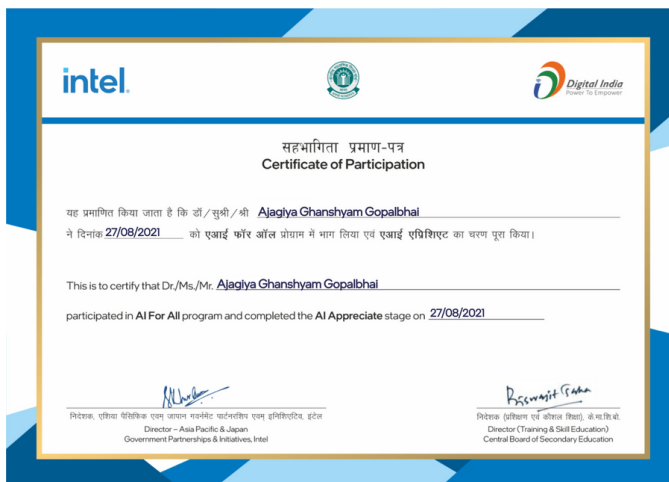 intel.
Digital India
Power To Empower
सहभागिता प्रमाण-पत्र
Certificate of Participation
यह प्रमाणित किया जाता है कि डॉ/सुश्री/श्री Ajagiya Ghanshyam Gopalbhai
ने दिनांक 27/08/2021 को एआई फॉर ऑल प्रोग्राम में भाग लिया एवं एआई एप्रिशिएट का चरण पूरा किया।
This is to certify that Dr./Ms./Mr. Ajagiya Ghanshyam Gopalbhai
participated in AI For All program and completed the AI Appreciate stage on 27/08/2021
निदेशक, एशिया पैसिफिक एवम् जापान गवर्नमेंट पार्टनरशिप एवम् इनिशिएटिव, इंटेल
Director – Asia Pacific & Japan
Government Partnerships & Initiatives, Intel
निदेशक (प्रशिक्षण एवं कौशल शिक्षा), के.मा.शि.बो.
Director (Training & Skill Education)
Central Board of Secondary Education